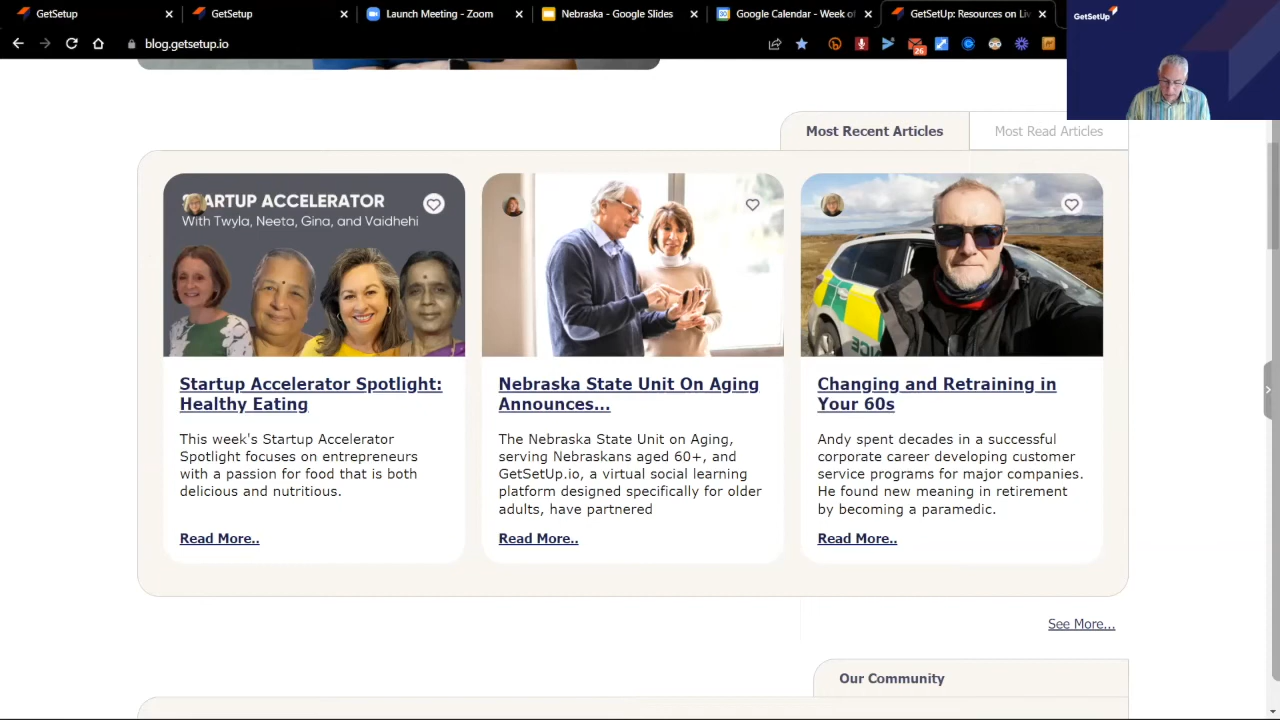 GetSetup
GetSetup
Launch Meeting - Zoom
Nebraska - Google Slides
Google Calendar - Week of
GetSetUp: Resources on Liv
GetSetUp
blog.getsetup.io
26
Most Recent Articles
Most Read Articles
ARTUP ACCELERATOR
With Twyla, Neeta, Gina, and Vaidhehi
Startup Accelerator Spotlight:
Healthy Eating
This week's Startup Accelerator
Spotlight focuses on entrepreneurs
with a passion for food that is both
delicious and nutritious.
Read More..
Nebraska State Unit On Aging
Announces...
The Nebraska State Unit on Aging,
serving Nebraskans aged 60+, and
GetSetUp.io, a virtual social learning
platform designed specifically for older
adults, have partnered
Read More..
Changing and Retraining in
Your 60s
Andy spent decades in a successful
corporate career developing customer
service programs for major companies.
He found new meaning in retirement
by becoming a paramedic.
Read More..
See More...
Our Community